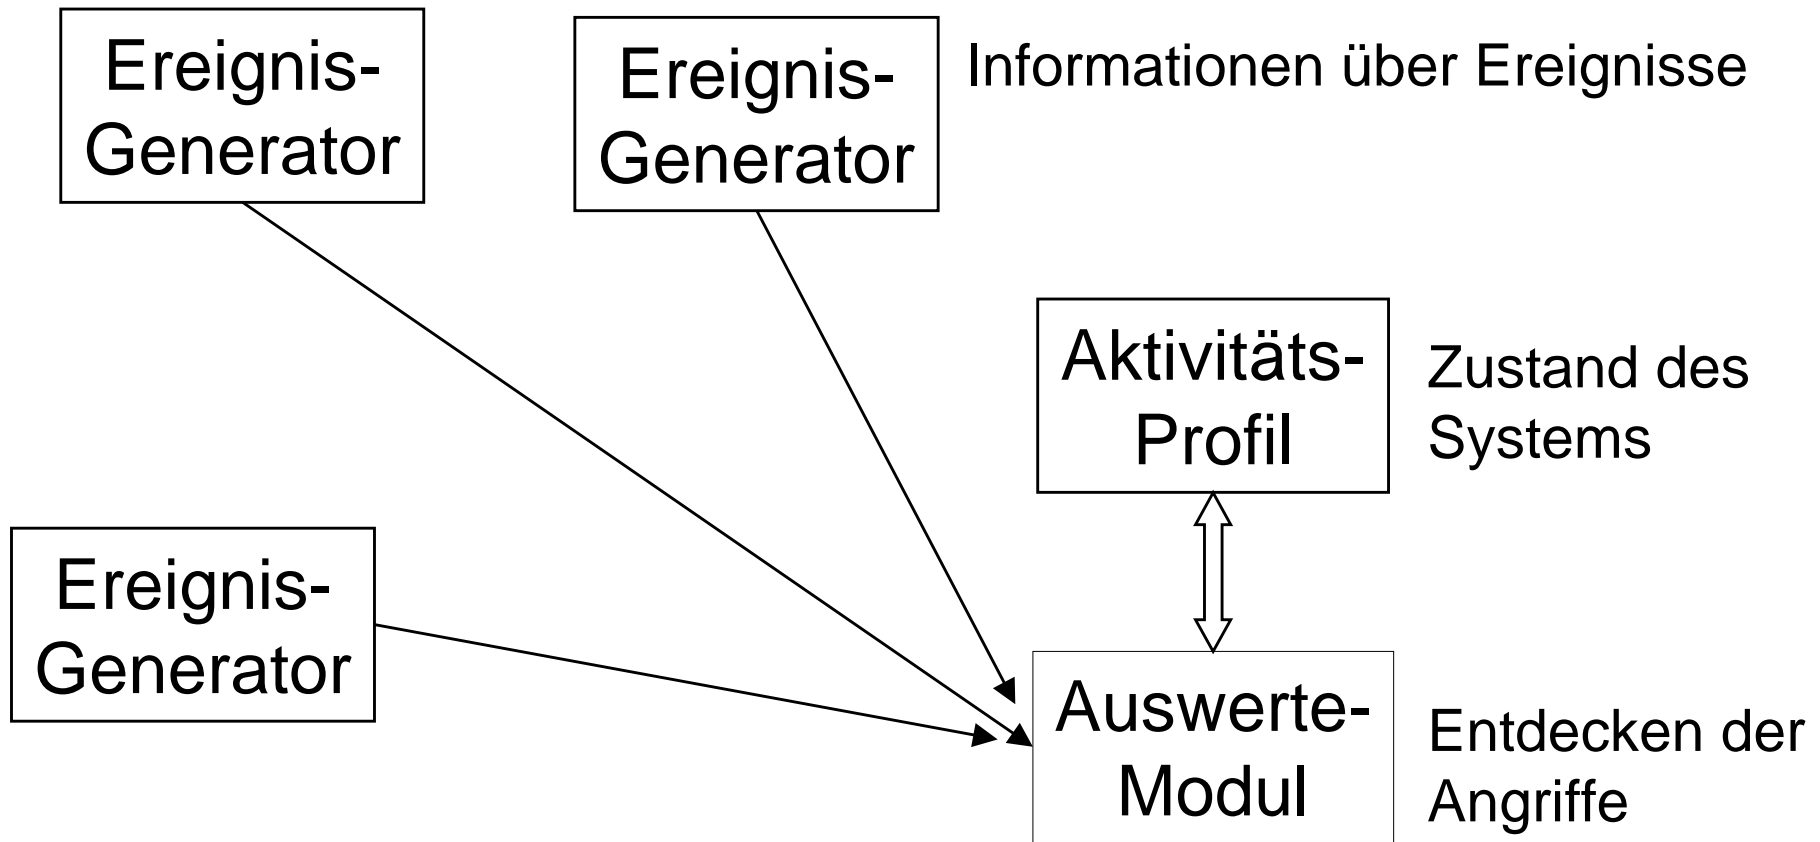 Ereignis-
Generator
Ereignis-
Generator
Informationen über Ereignisse
Aktivitäts-
Profil
Zustand des
Systems
Ereignis-
Generator
Auswerte-
Modul
Entdecken der
Angriffe